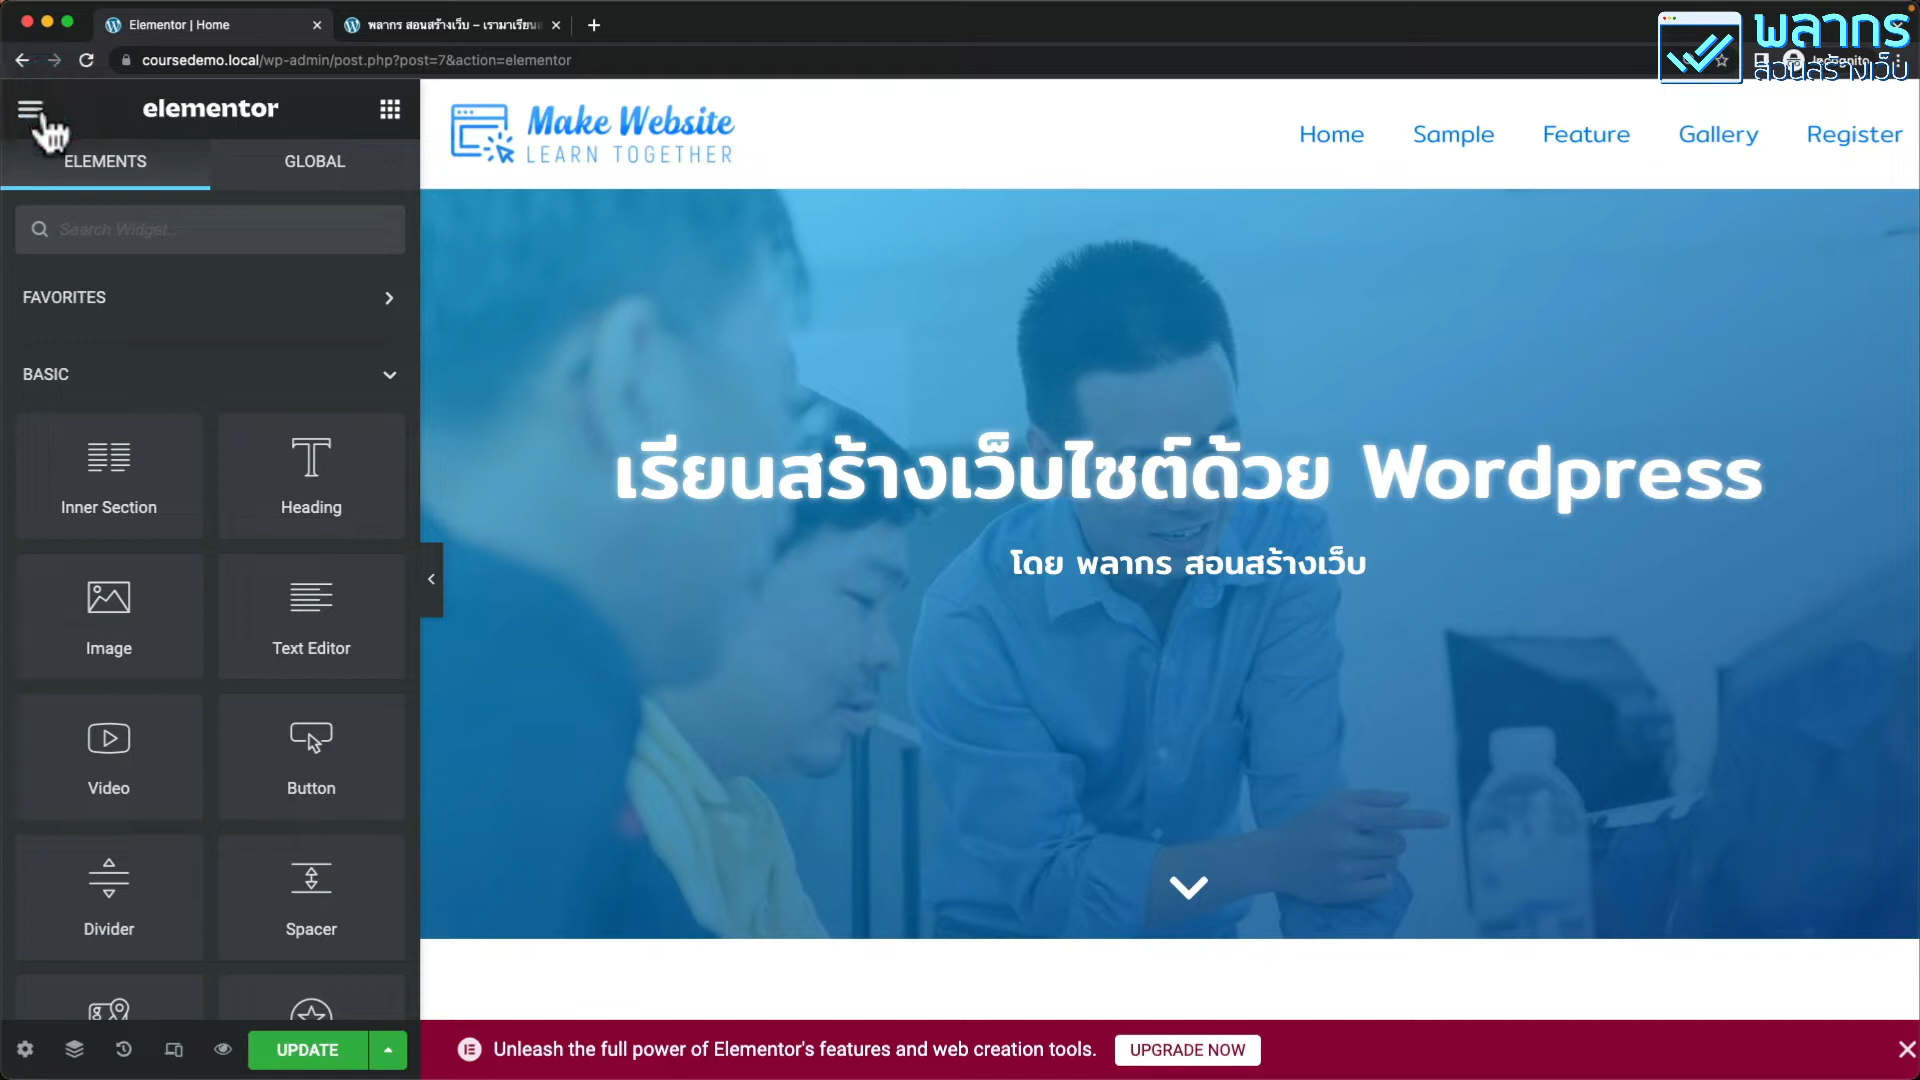 Elementor | Home
พลากร สอนสร้างเว็บ – เรามาเรียน
coursedemo.local/wp-admin/post.php?post=7&action=elementor
พลากร
สอนสร้างเว็บ
elementor
ELEMENTS
GLOBAL
Search Widget...
FAVORITES
BASIC
Inner Section
Heading
Image
Text Editor
Video
Button
Divider
Spacer
UPDATE
Make Website
LEARN TOGETHER
Home Sample Feature Gallery Register
เรียนสร้างเว็บไซต์ด้วย Wordpress
โดย พลากร สอนสร้างเว็บ
Unleash the full power of Elementor's features and web creation tools.
UPGRADE NOW